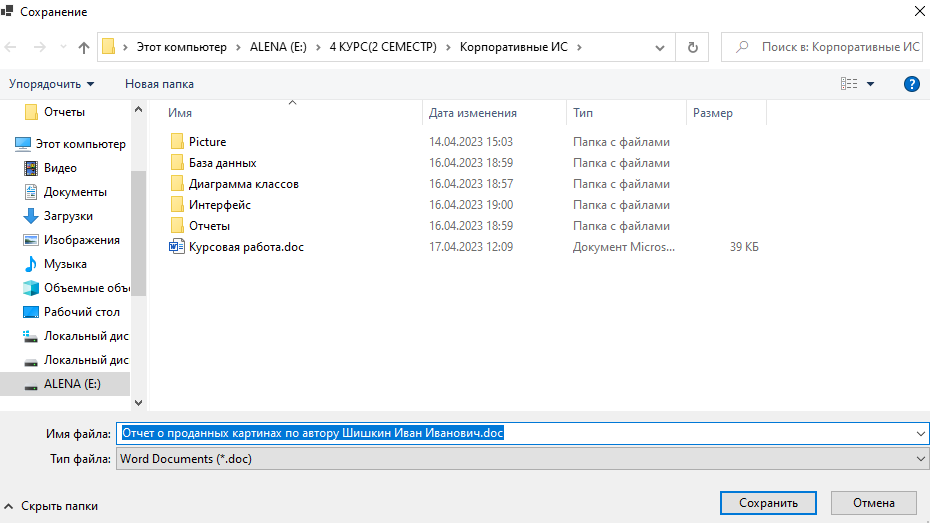 Сохранение
Этот компьютер > ALENA (E:) > 4 КУРС(2 СЕМЕСТР) > Корпоративные ИС >
Поиск в: Корпоративные ИС
Упорядочить
Новая папка
?
Отчеты
Этот компьютер
Видео
Документы
Загрузки
Изображения
Музыка
Объемные объ
Рабочий стол
Локальный дис
Локальный дис
ALENA (E:)
Имя Дата изменения Тип Размер
Picture 14.04.2023 15:03 Папка с файлами
База данных 16.04.2023 18:59 Папка с файлами
Диаграмма классов 16.04.2023 18:57 Папка с файлами
Интерфейс 16.04.2023 19:00 Папка с файлами
Отчеты 16.04.2023 18:59 Папка с файлами
Курсовая работа.doc 17.04.2023 12:09 Документ Micros... 39 КБ
Имя файла: Отчет о проданных картинах по автору Шишкин Иван Иванович.doc
Тип файла: Word Documents (*.doc)
Скрыть папки
Сохранить
Отмена